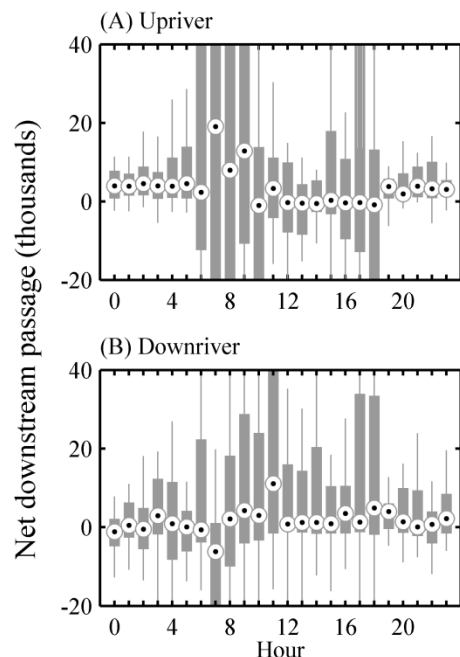 (A) Upriver
40
20
0
-20
0 4 8 12 16 20
(B) Downriver
40
20
0
-20
0 4 8 12 16 20
Hour
Net downstream passage (thousands)